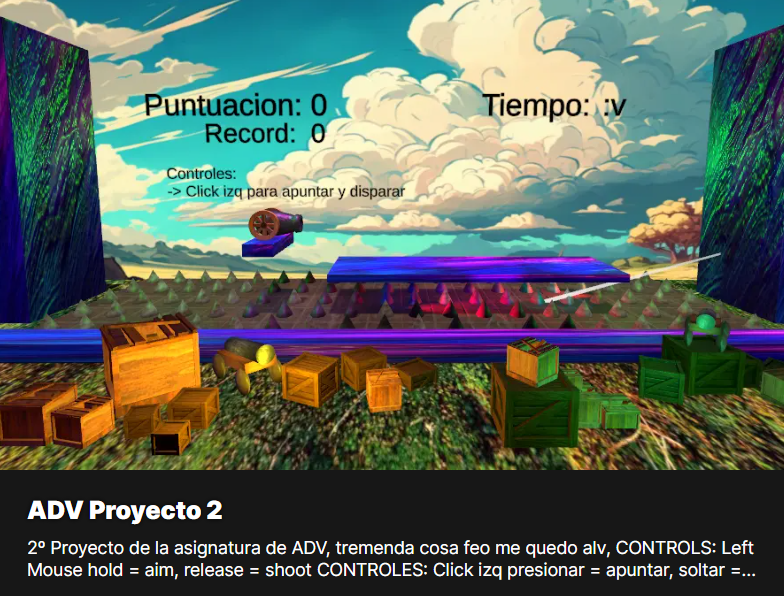 Puntuacion: 0
Tiempo: :v
Record: 0
Controles:
-> Click izq para apuntar y disparar
ADV Proyecto 2
2º Proyecto de la asignatura de ADV, tremenda cosa feo me quedo alv, CONTROLS: Left
Mouse hold = aim, release = shoot CONTROLES: Click izq presionar = apuntar, soltar =...